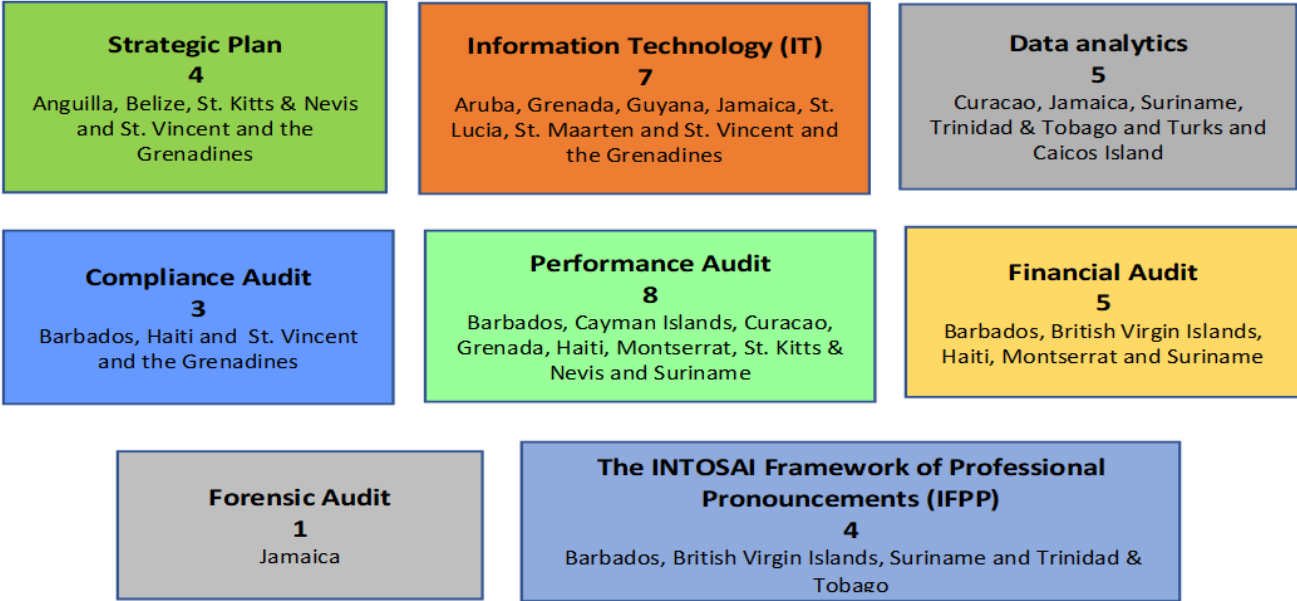 Strategic Plan
4
Anguilla, Belize, St. Kitts & Nevis
and St. Vincent and the
Grenadines
Information Technology (IT)
7
Aruba, Grenada, Guyana, Jamaica, St.
Lucia, St. Maarten and St. Vincent and
the Grenadines
Data analytics
5
Curacao, Jamaica, Suriname,
Trinidad & Tobago and Turks and
Caicos Island
Compliance Audit
3
Barbados, Haiti and St. Vincent
and the Grenadines
Performance Audit
8
Barbados, Cayman Islands, Curacao,
Grenada, Haiti, Montserrat, St. Kitts &
Nevis and Suriname
Financial Audit
5
Barbados, British Virgin Islands,
Haiti, Montserrat and Suriname
Forensic Audit
1
Jamaica
The INTOSAI Framework of Professional
Pronouncements (IFPP)
4
Barbados, British Virgin Islands, Suriname and Trinidad &
Tobago